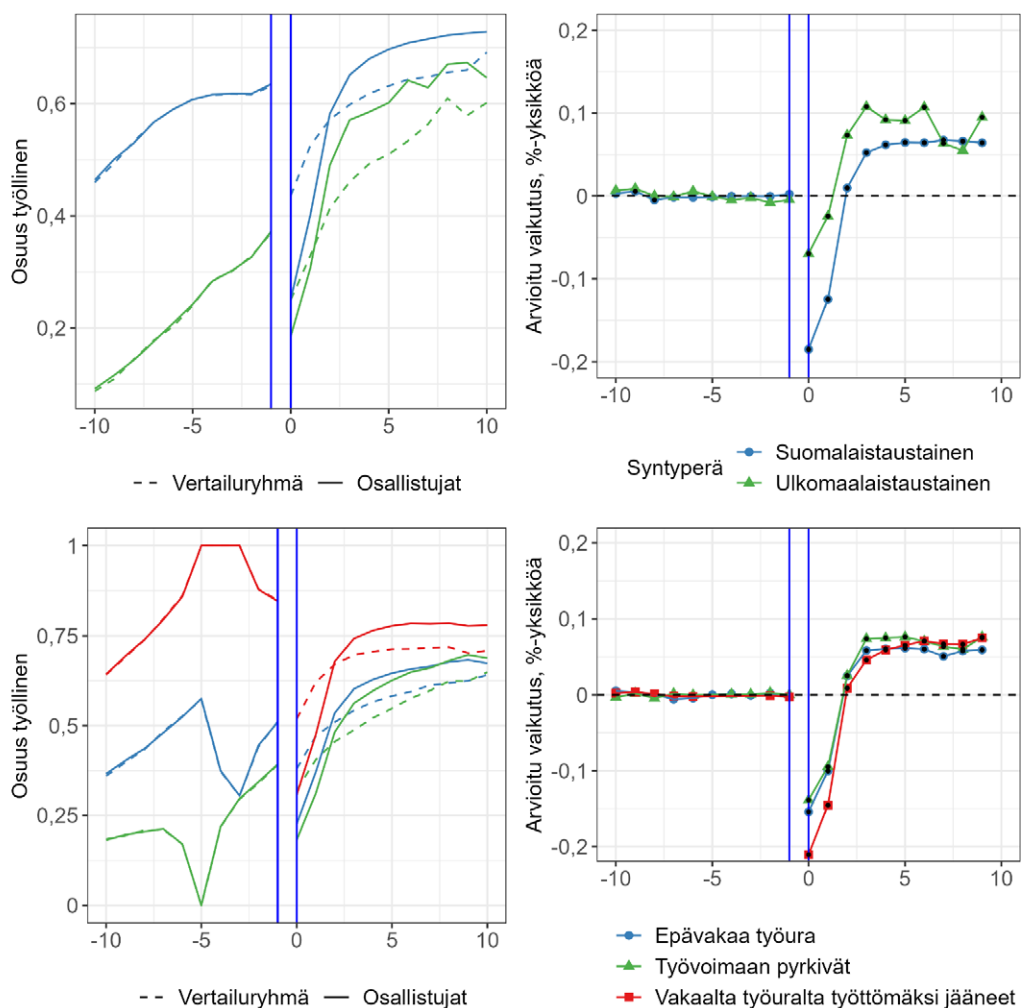 Osuus työllinen
0,6
0,4
0,2
-10 -5 0 5 10
Vertailuryhmä Osallistujat
Arvioitu vaikutus, %-yksikköä
0,2
0,1
0
-0,1
-0,2
-10 -5 0 5 10
Syntyperä
Suomalaistaustainen
Ulkomaalaistaustainen
Osuus työllinen
1
0,75
0,5
0,25
0
-10 -5 0 5 10
Vertailuryhmä Osallistujat
Arvioitu vaikutus, %-yksikköä
0,2
0,1
0
-0,1
-0,2
-10 -5 0 5 10
Epävakaa työura
Työvoimaan pyrkivät
Vakaalta työuralta työttömäksi jääneet